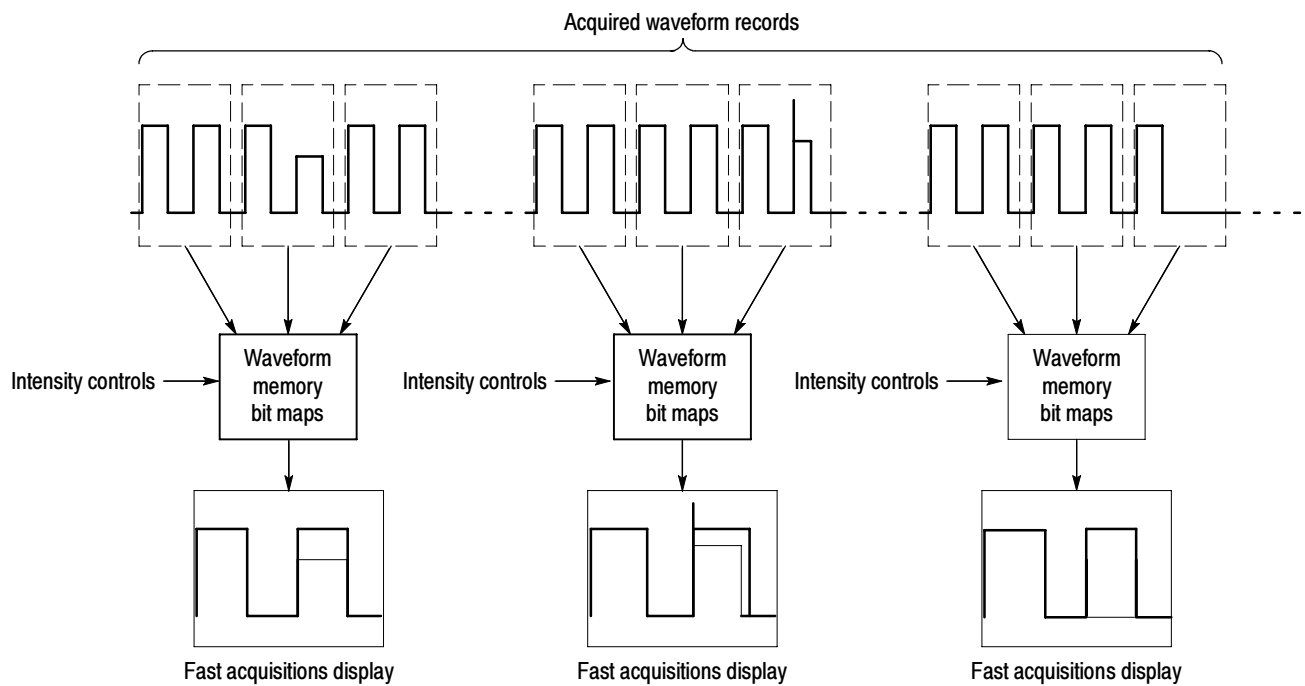 Acquired waveform records
Intensity controls
Waveform
memory
bit maps
Intensity controls
Waveform
memory
bit maps
Intensity controls
Waveform
memory
bit maps
Fast acquisitions display
Fast acquisitions display
Fast acquisitions display